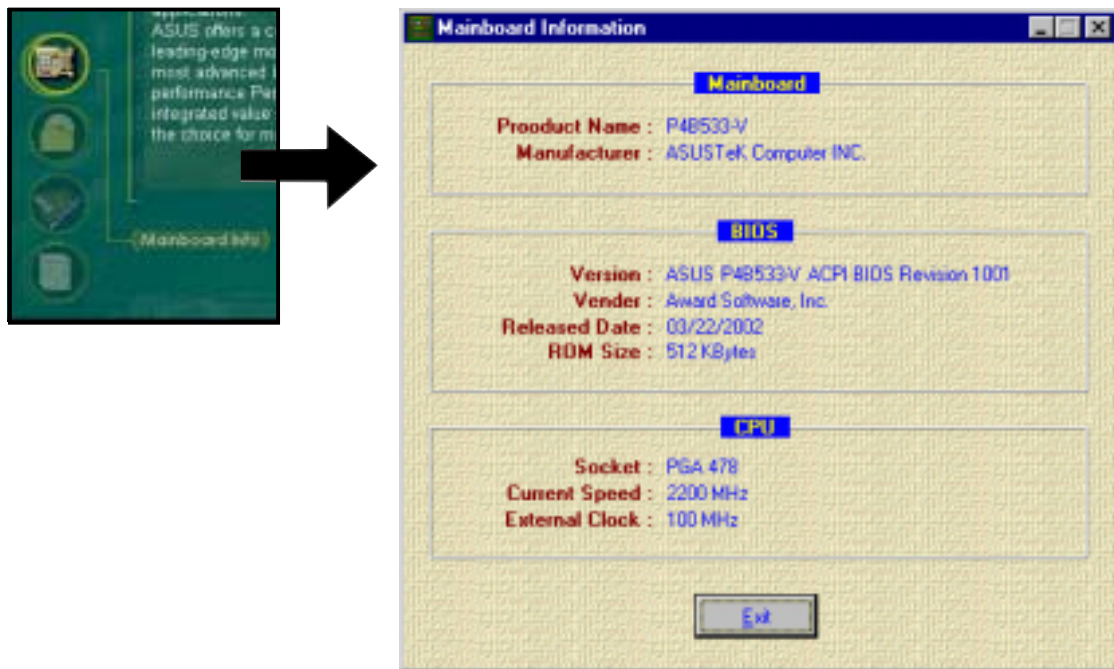 applications.
ASUS offers a c
leading-edge mo
most advanced
performance Per
integrated value
the choice for m
Mainboard Info
Mainboard Information
Mainboard
Prooduct Name : P4B533-V
Manufacturer : ASUSTeK Computer INC.
BIOS
Version : ASUS P4B533-V ACPI BIOS Revision 1001
Vender : Award Software, Inc.
Released Date : 03/22/2002
ROM Size : 512 KBytes
CPU
Socket : PGA 478
Current Speed : 2200 MHz
External Clock : 100 MHz
Exit